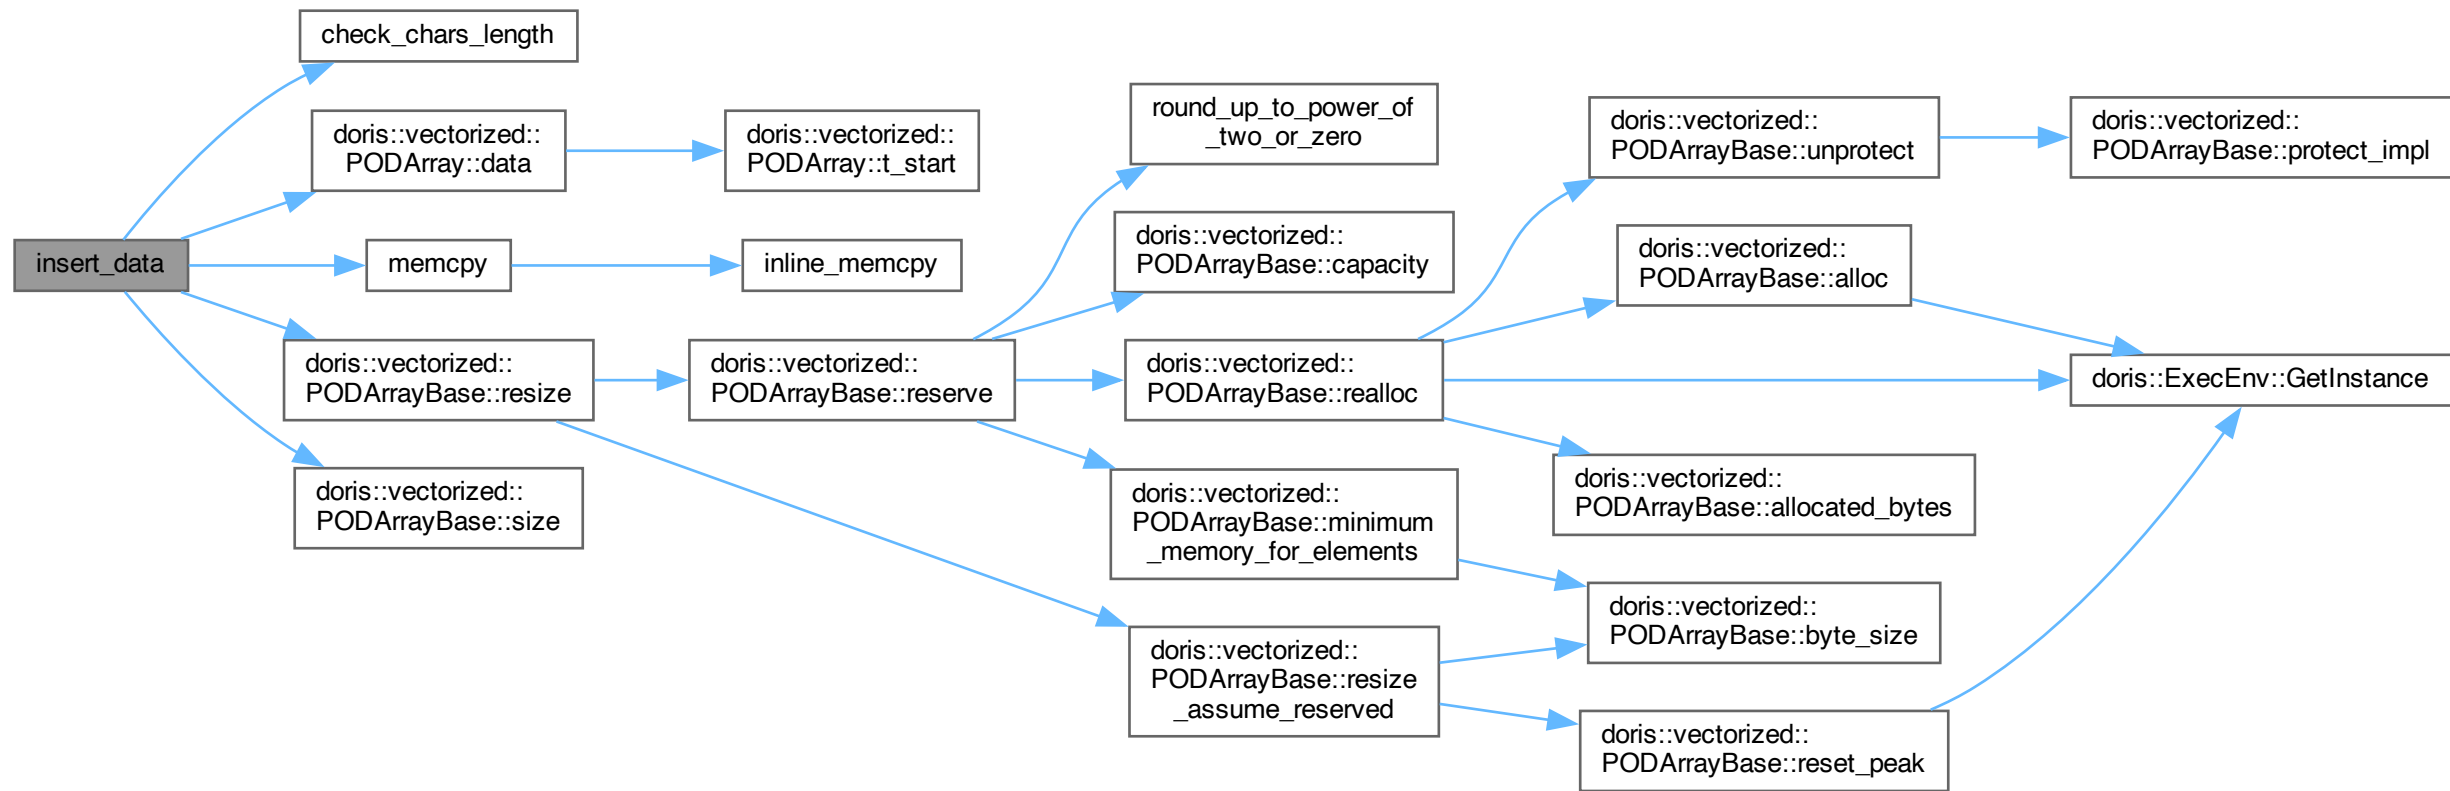 check_chars_length
doris::vectorized::
PODArray::data
doris::vectorized::
PODArray::t_start
insert_data
memcpy
inline_memcpy
doris::vectorized::
PODArrayBase::resize
doris::vectorized::
PODArrayBase::size
doris::vectorized::
PODArrayBase::reserve
round_up_to_power_of
_two_or_zero
doris::vectorized::
PODArrayBase::capacity
doris::vectorized::
PODArrayBase::realloc
doris::vectorized::
PODArrayBase::minimum
_memory_for_elements
doris::vectorized::
PODArrayBase::resize
_assume_reserved
doris::vectorized::
PODArrayBase::unprotect
doris::vectorized::
PODArrayBase::protect_impl
doris::vectorized::
PODArrayBase::alloc
doris::ExecEnv::GetInstance
doris::vectorized::
PODArrayBase::allocated_bytes
doris::vectorized::
PODArrayBase::byte_size
doris::vectorized::
PODArrayBase::reset_peak